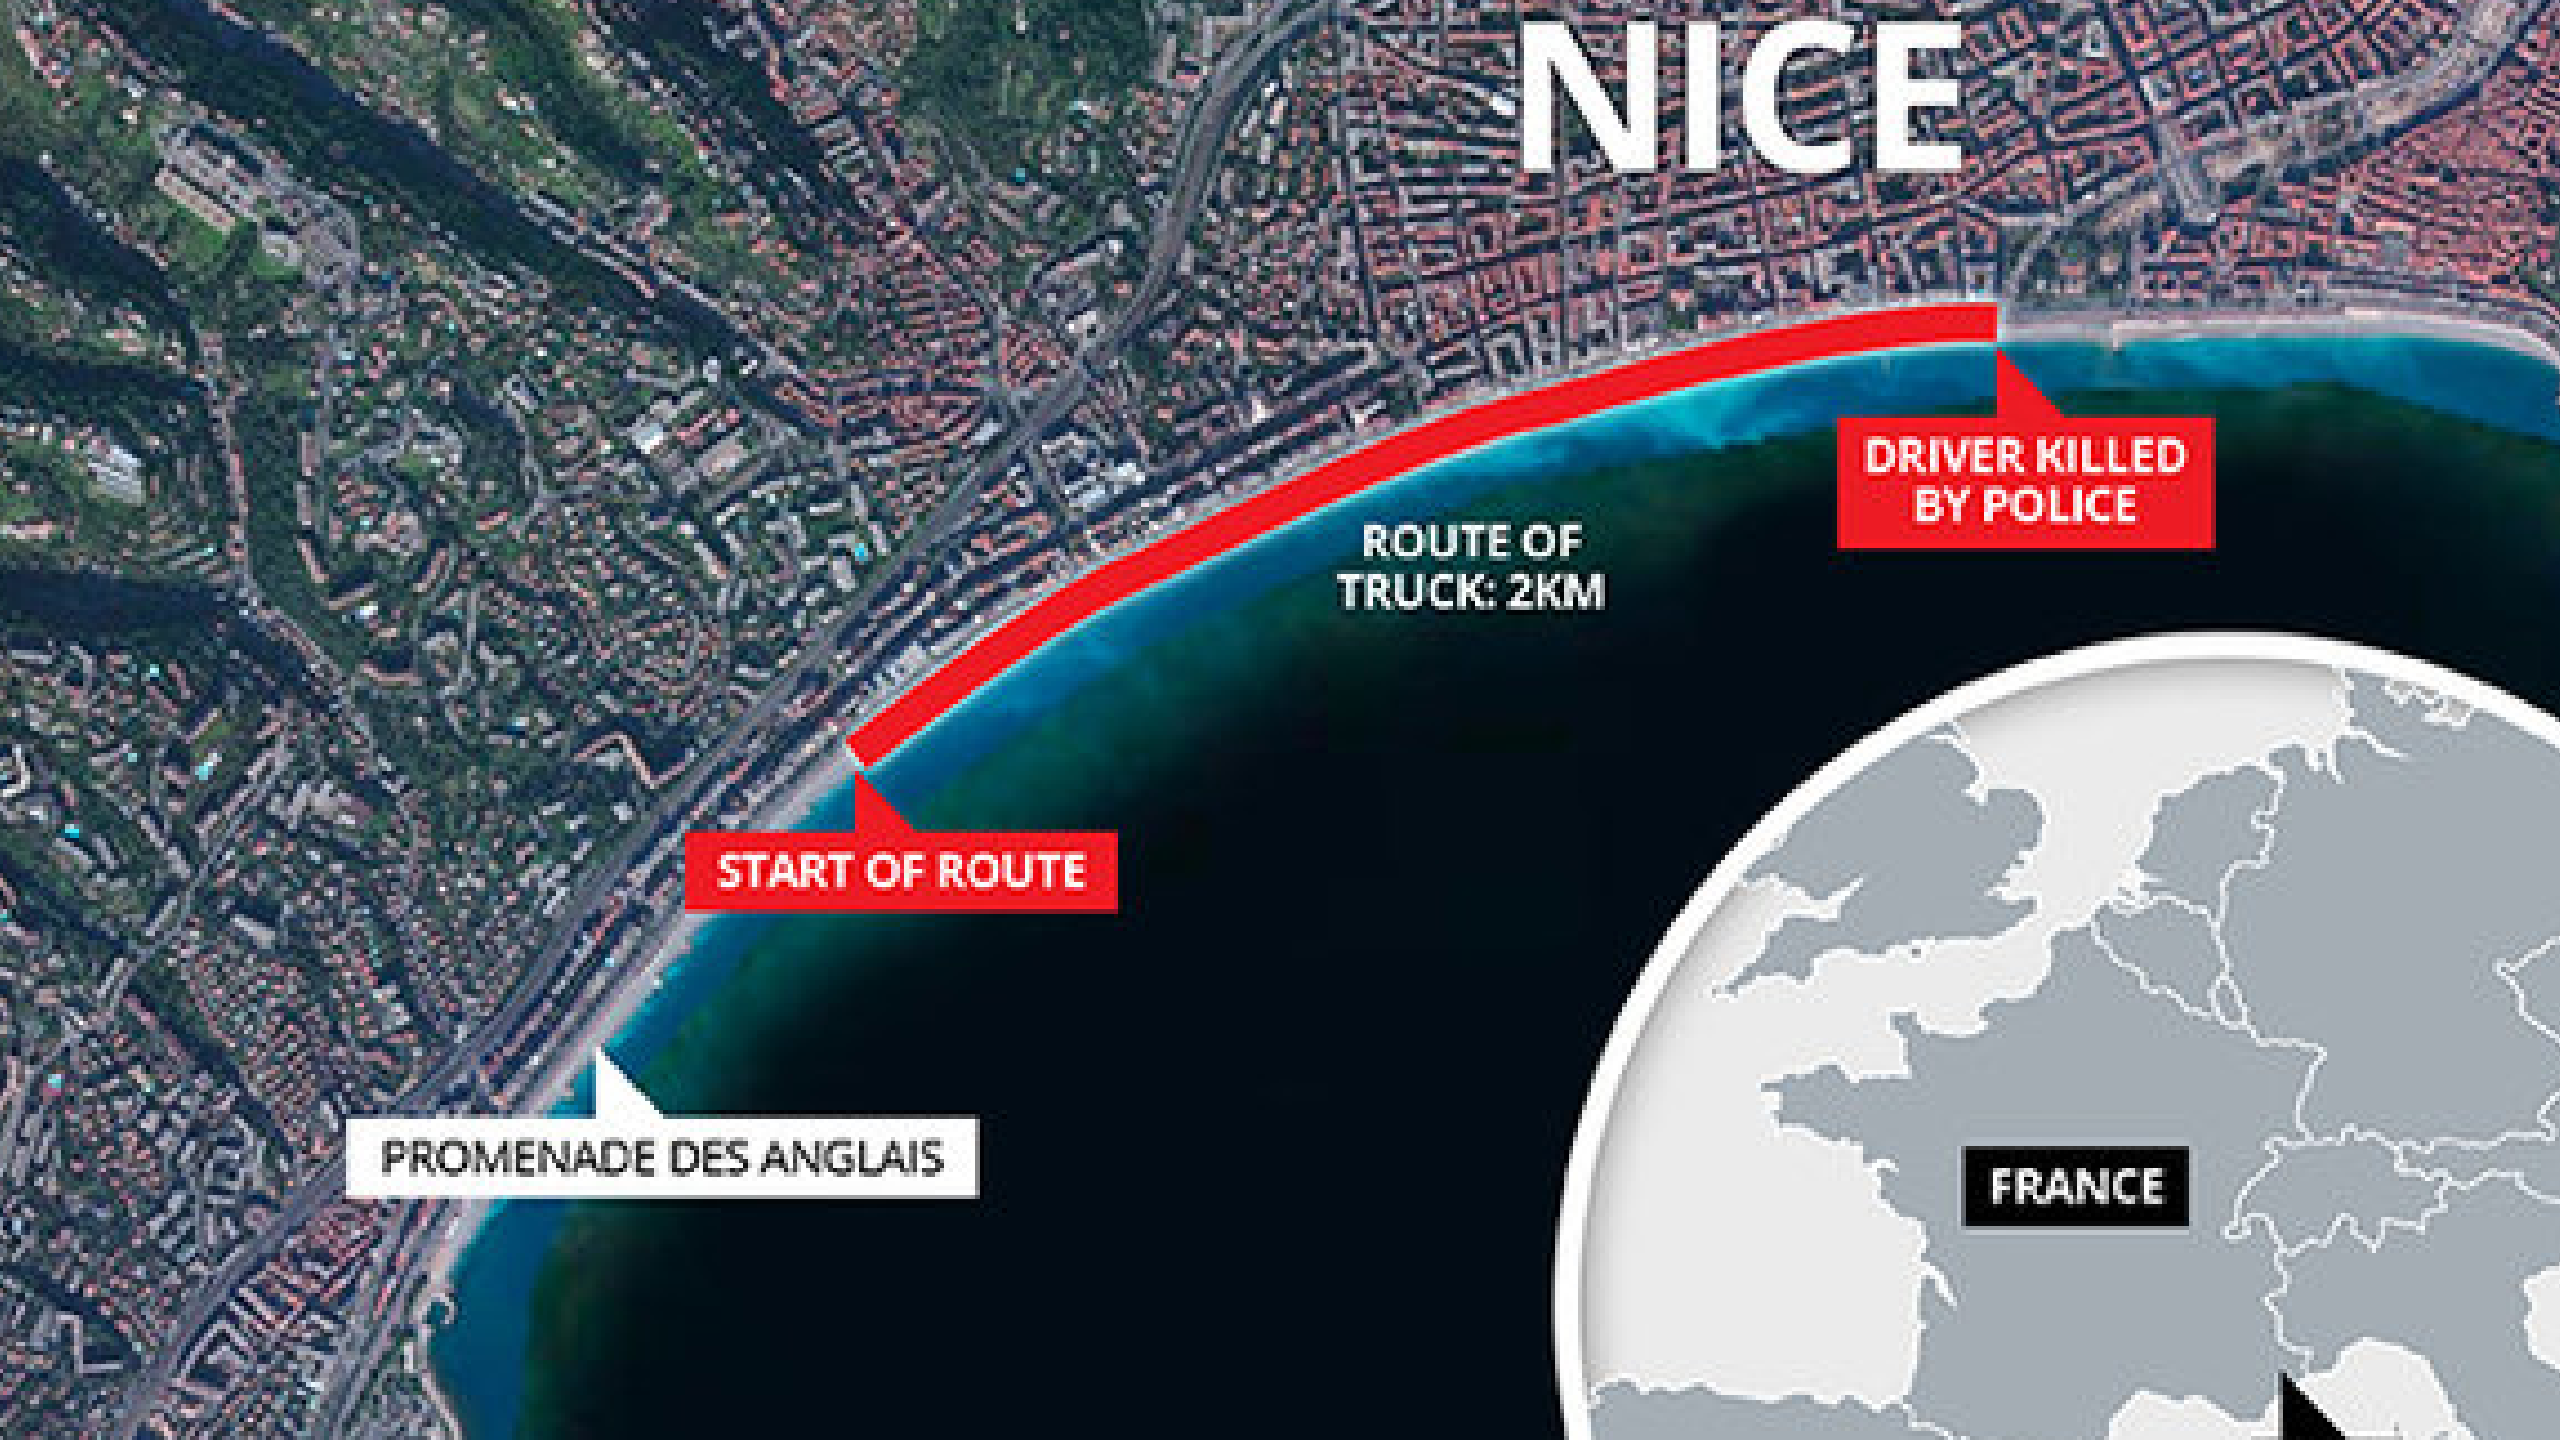 NICE
DRIVER KILLED
BY POLICE
ROUTE OF
TRUCK: 2KM
START OF ROUTE
PROMENADE DES ANGLAIS
FRANCE